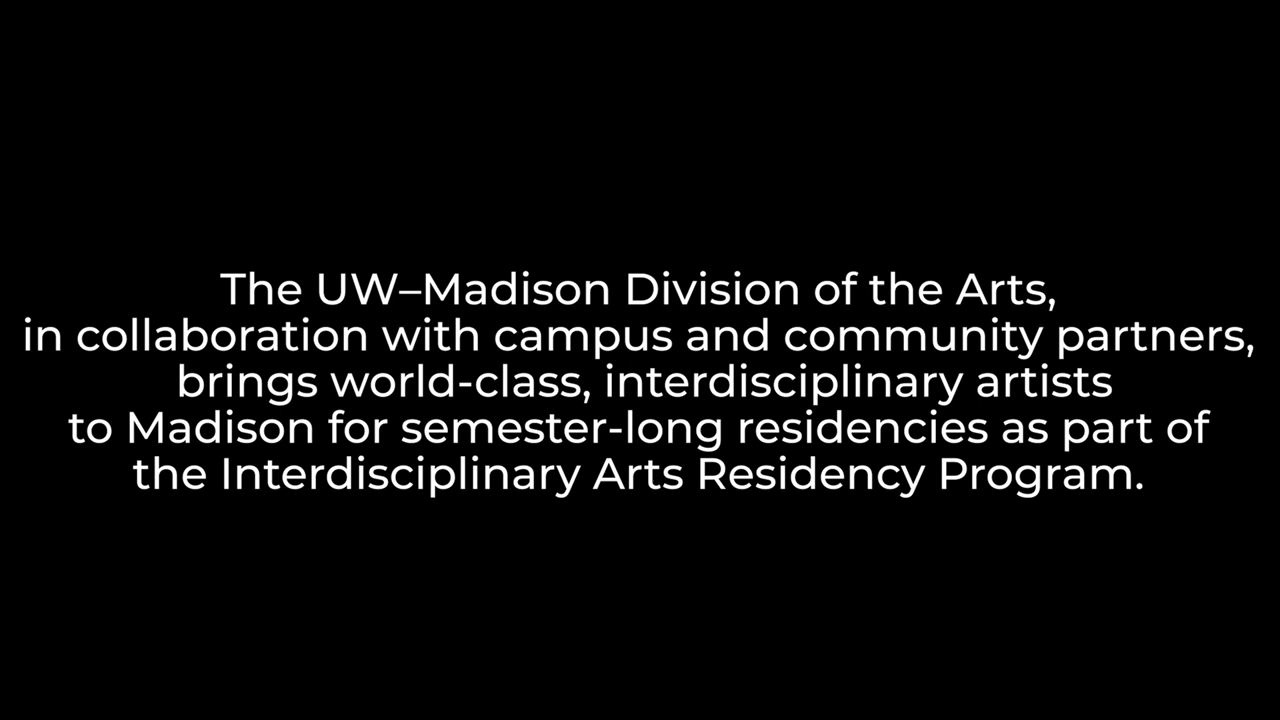 The UW–Madison Division of the Arts,
in collaboration with campus and community partners,
brings world-class, interdisciplinary artists
to Madison for semester-long residencies as part of
the Interdisciplinary Arts Residency Program.